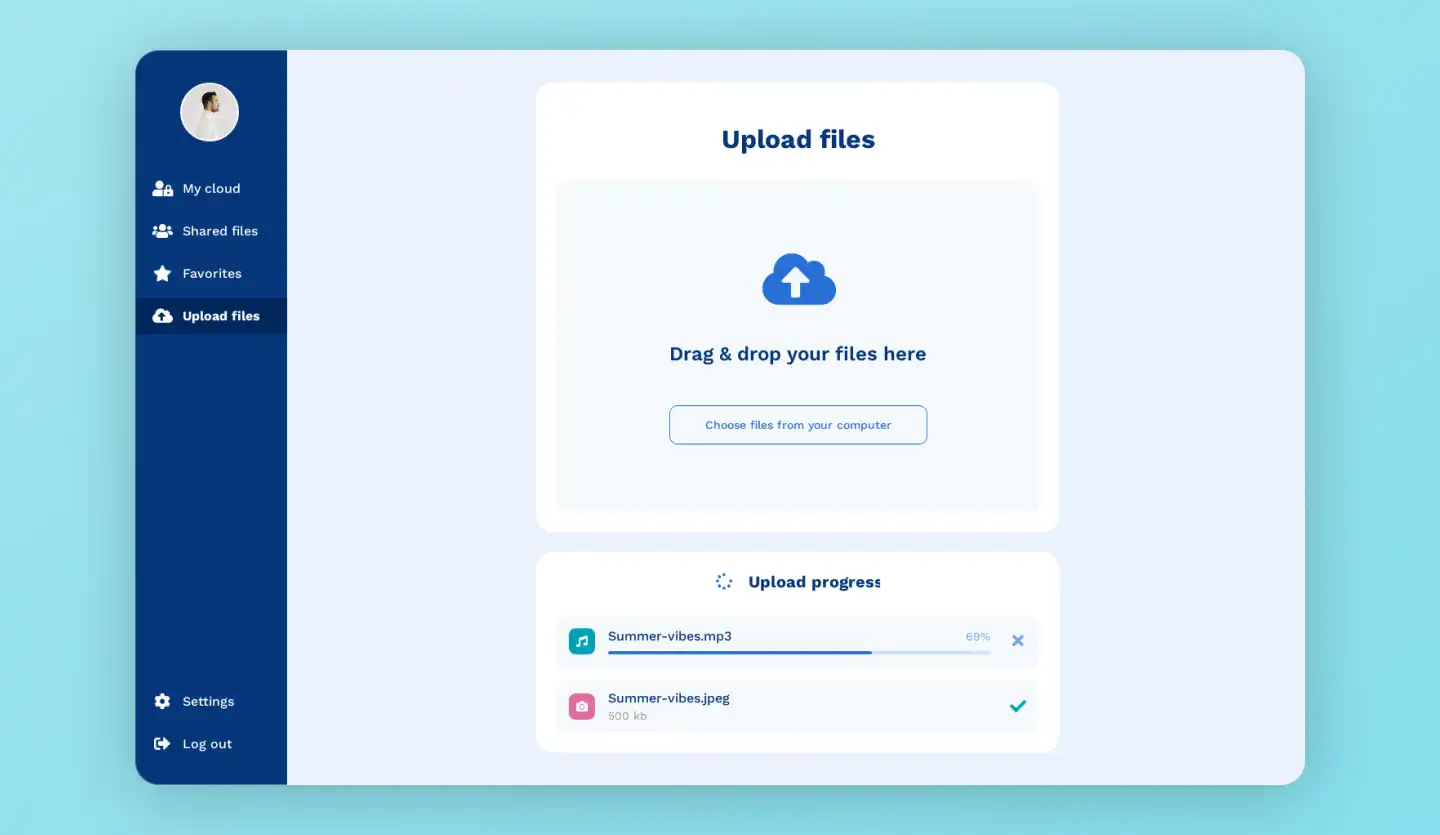 My cloud
Shared files
Favorites
Upload files
Settings
Log out
Upload files
Drag & drop your files here
Choose files from your computer
Upload progress
Summer-vibes.mp3
69%
Summer-vibes.jpeg
500 kb